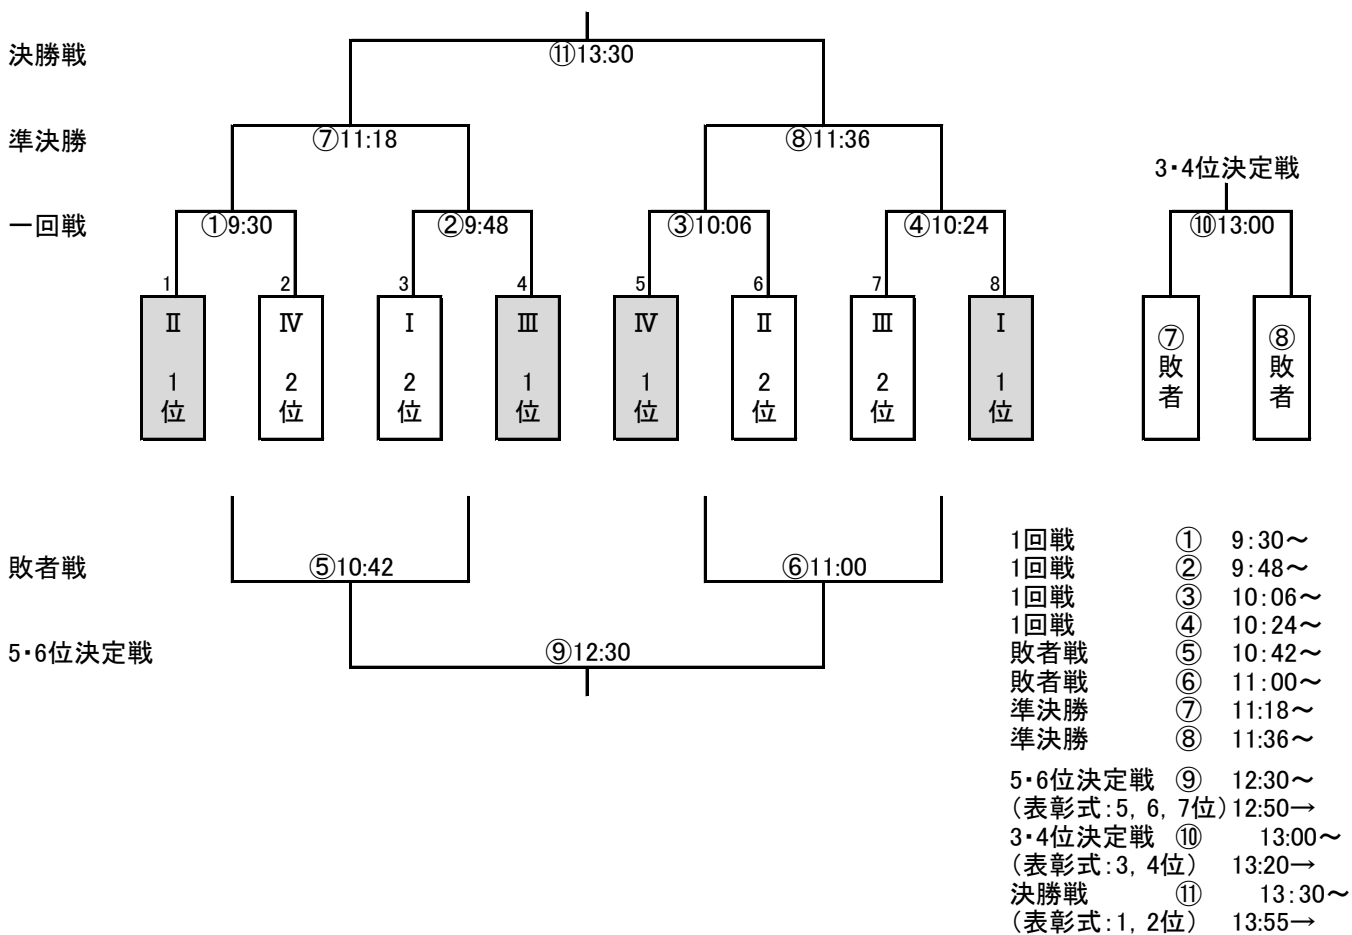 決勝戦
⑪13:30
準決勝
⑦11:18
⑧11:36
3・4位決定戦
一回戦
①9:30
②9:48
③10:06
④10:24
⑩13:00
1
2
3
4
5
6
7
8
Ⅱ 1位
Ⅳ 2位
Ⅰ 2位
Ⅲ 1位
Ⅳ 1位
Ⅱ 2位
Ⅲ 2位
Ⅰ 1位
⑦敗者
⑧敗者
敗者戦
⑤10:42
⑥11:00
5・6位決定戦
⑨12:30
1回戦 ① 9:30～
1回戦 ② 9:48～
1回戦 ③ 10:06～
1回戦 ④ 10:24～
敗者戦 ⑤ 10:42～
敗者戦 ⑥ 11:00～
準決勝 ⑦ 11:18～
準決勝 ⑧ 11:36～
5・6位決定戦 ⑨ 12:30～
(表彰式:5, 6, 7位)12:50→
3・4位決定戦 ⑩ 13:00～
(表彰式:3, 4位) 13:20→
決勝戦 ⑪ 13:30～
(表彰式:1, 2位) 13:55→